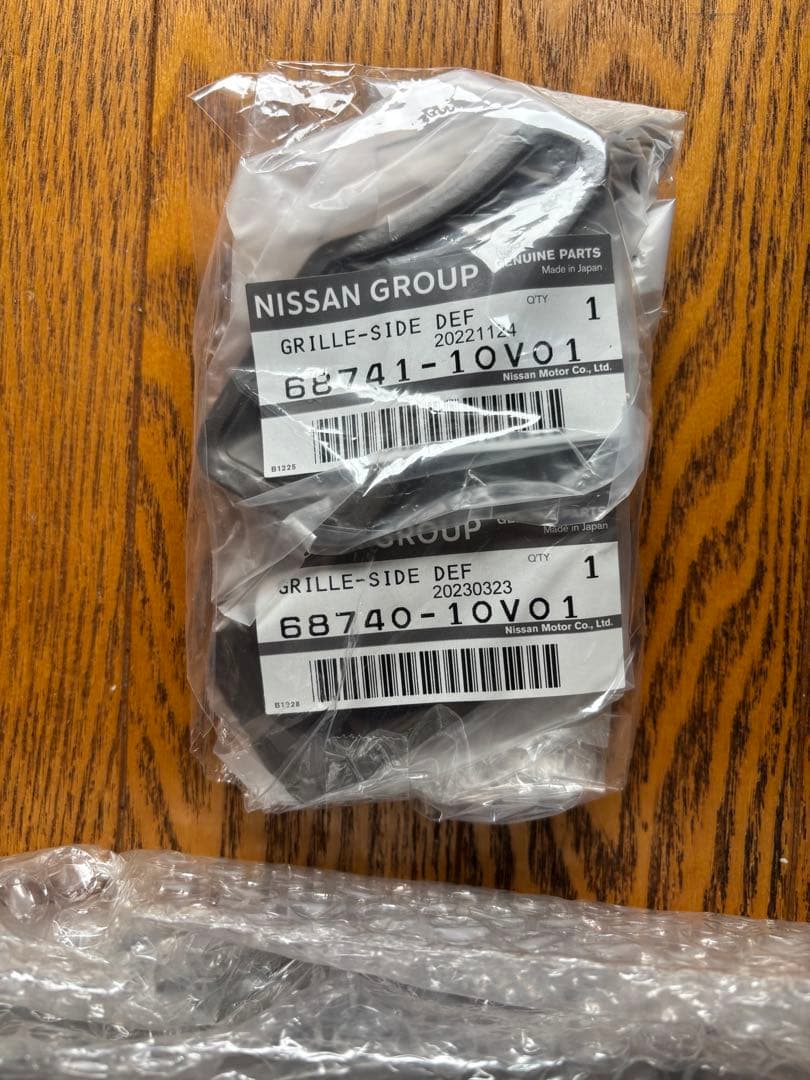 NISSAN GROUP GENUINE PARTS
Made in Japan
GRILLE-SIDE DEF Q'TY 1
20221124
68741-10V01
Nissan Motor Co., Ltd.
B1225
GROUP PARTS
Made in Japan
GRILLE-SIDE DEF Q'TY 1
20230323
68740-10V01
Nissan Motor Co., Ltd.
B1228